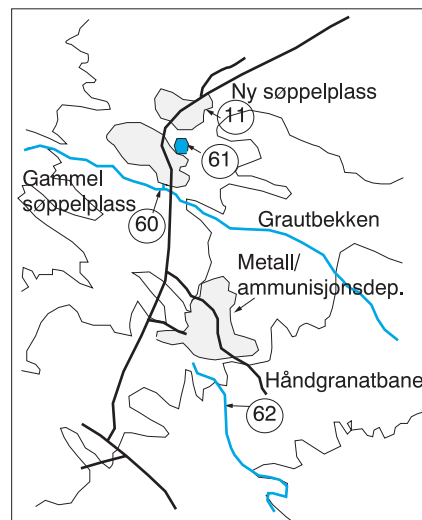 Ny søppelplass
11
61
Gammel
søppelplass
60
Grautbekken
Metall/
ammunisjonsdep.
Håndgranatbane
62